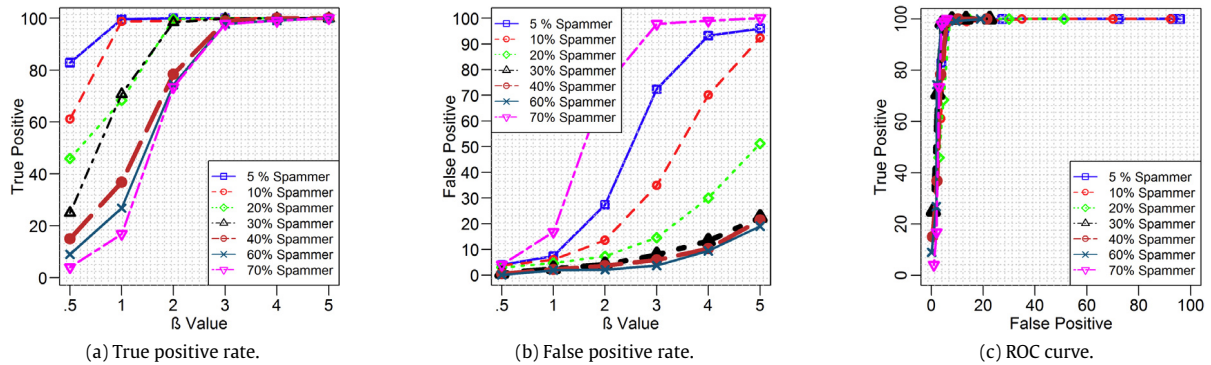 True Positive
100
80
60
40
20
0
5 % Spammer
10% Spammer
20% Spammer
30% Spammer
40% Spammer
60% Spammer
70% Spammer
.5 1 2 3 4 5
ß Value
(a) True positive rate.
False Positive
100
80
60
40
20
0
5 % Spammer
10% Spammer
20% Spammer
30% Spammer
40% Spammer
60% Spammer
70% Spammer
.5 1 2 3 4 5
ß Value
(b) False positive rate.
True Positive
100
80
60
40
20
0
5 % Spammer
10% Spammer
20% Spammer
30% Spammer
40% Spammer
60% Spammer
70% Spammer
0 20 40 60 80 100
False Positive
(c) ROC curve.